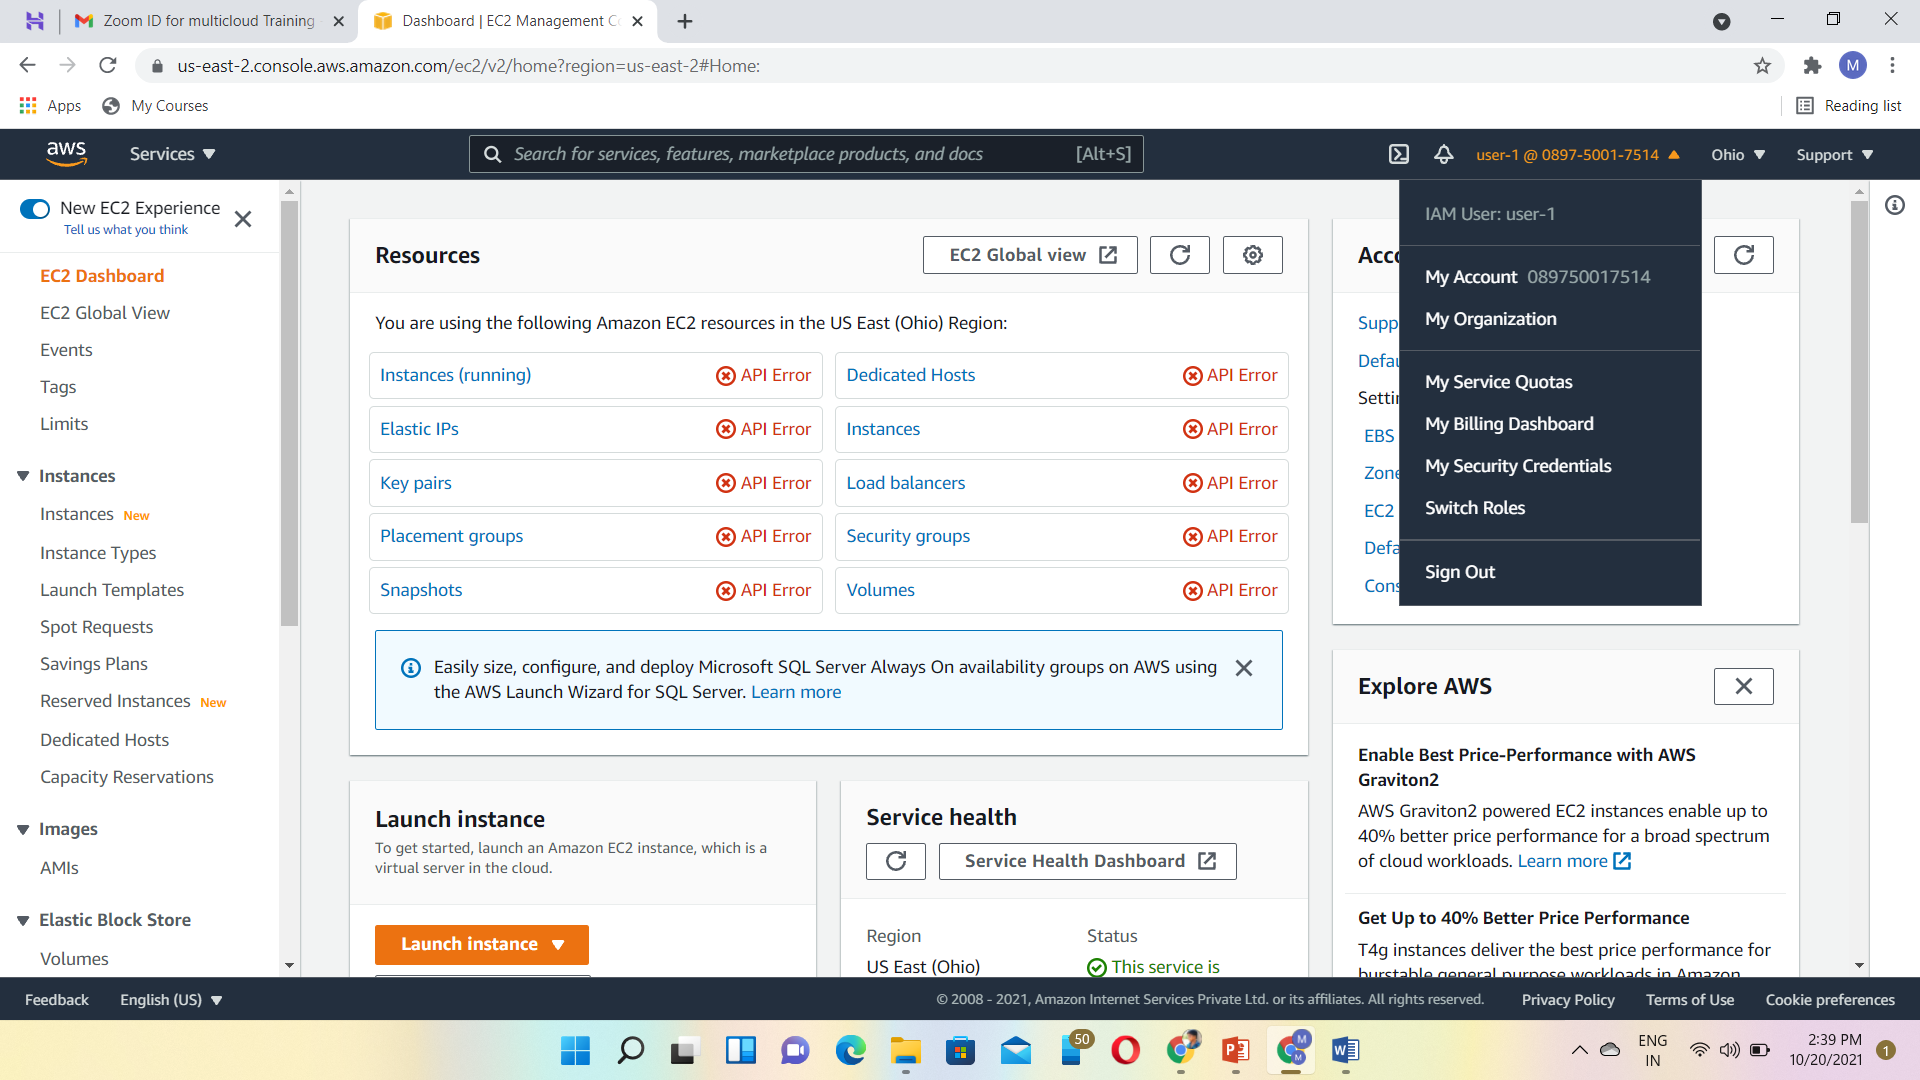 Zoom ID for multicloud Training
Dashboard | EC2 Management C
us-east-2.console.aws.amazon.com/ec2/v2/home?region=us-east-2#Home:
M
Apps
My Courses
Reading list
aws
Services
Search for services, features, marketplace products, and docs
[Alt+S]
user-1 @ 0897-5001-7514
Ohio
Support
New EC2 Experience
Tell us what you think
EC2 Dashboard
EC2 Global View
Events
Tags
Limits
Instances
Instances New
Instance Types
Launch Templates
Spot Requests
Savings Plans
Reserved Instances New
Dedicated Hosts
Capacity Reservations
Images
AMIs
Elastic Block Store
Volumes
Resources
EC2 Global view
You are using the following Amazon EC2 resources in the US East (Ohio) Region:
Instances (running) API Error
Dedicated Hosts API Error
Elastic IPs API Error
Instances API Error
Key pairs API Error
Load balancers API Error
Placement groups API Error
Security groups API Error
Snapshots API Error
Volumes API Error
Easily size, configure, and deploy Microsoft SQL Server Always On availability groups on AWS using
the AWS Launch Wizard for SQL Server. Learn more
Launch instance
To get started, launch an Amazon EC2 instance, which is a
virtual server in the cloud.
Launch instance
Service health
Service Health Dashboard
Region
US East (Ohio)
Status
This service is
Acco
Supp
Defau
Settin
EBS
Zone
EC2
Defa
Cons
IAM User: user-1
My Account 089750017514
My Organization
My Service Quotas
My Billing Dashboard
My Security Credentials
Switch Roles
Sign Out
Explore AWS
Enable Best Price-Performance with AWS
Graviton2
AWS Graviton2 powered EC2 instances enable up to
40% better price performance for a broad spectrum
of cloud workloads. Learn more
Get Up to 40% Better Price Performance
T4g instances deliver the best price performance for
burstable general purpose workloads in Amazon
Feedback
English (US)
© 2008 - 2021, Amazon Internet Services Private Ltd. or its affiliates. All rights reserved.
Privacy Policy
Terms of Use
Cookie preferences
50
M
M
ENG
IN
2:39 PM
10/20/2021
1